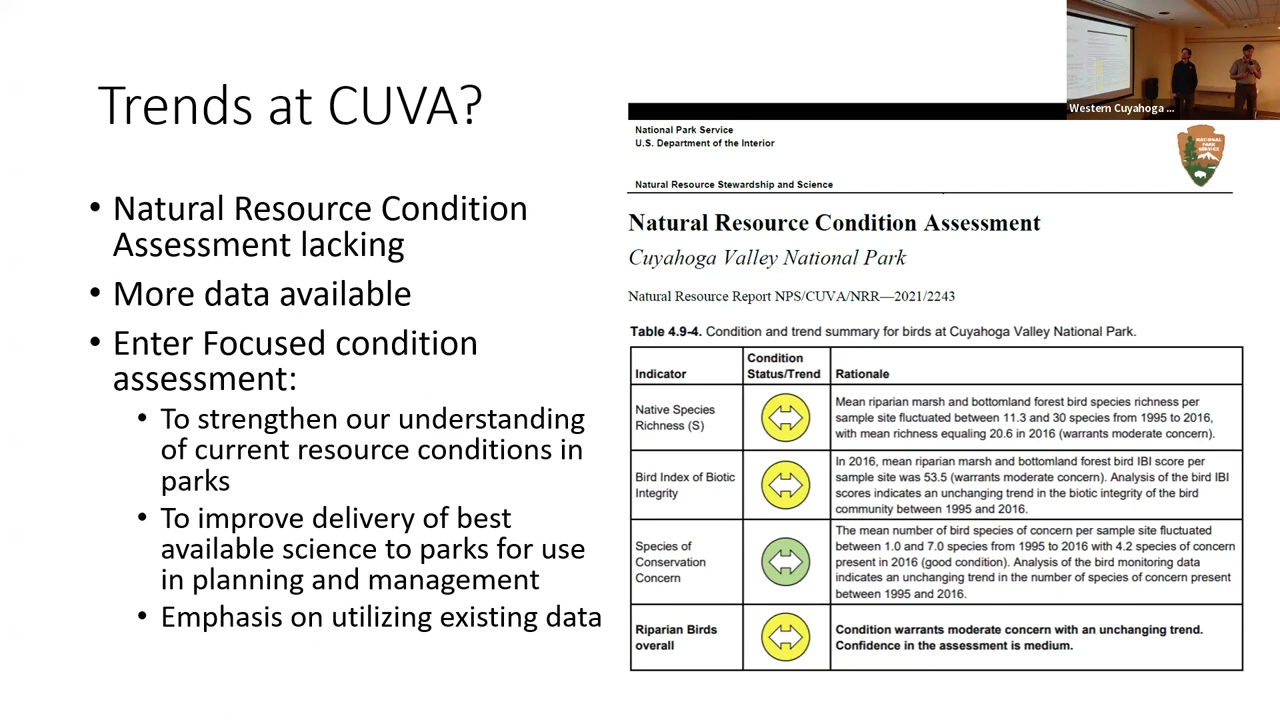 Trends at CUVA?
• Natural Resource Condition
Assessment lacking
• More data available
• Enter Focused condition
assessment:
• To strengthen our understanding
of current resource conditions in
parks
• To improve delivery of best
available science to parks for use
in planning and management
• Emphasis on utilizing existing data
Western Cuyahoga ...
National Park Service
U.S. Department of the Interior
NATIONAL
PARK
SERVICE
Natural Resource Stewardship and Science
Natural Resource Condition Assessment
Cuyahoga Valley National Park
Natural Resource Report NPS/CUVA/NRR—2021/2243
Table 4.9-4. Condition and trend summary for birds at Cuyahoga Valley National Park.
Indicator
Condition
Status/Trend
Rationale
Native Species
Richness (S)
Mean riparian marsh and bottomland forest bird species richness per
sample site fluctuated between 11.3 and 30 species from 1995 to 2016,
with mean richness equaling 20.6 in 2016 (warrants moderate concern).
Bird Index of Biotic
Integrity
In 2016, mean riparian marsh and bottomland forest bird IBI score per
sample site was 53.5 (warrants moderate concern). Analysis of the bird IBI
scores indicates an unchanging trend in the biotic integrity of the bird
community between 1995 and 2016.
Species of
Conservation
Concern
The mean number of bird species of concern per sample site fluctuated
between 1.0 and 7.0 species from 1995 to 2016 with 4.2 species of concern
present in 2016 (good condition). Analysis of the bird monitoring data
indicates an unchanging trend in the number of species of concern present
between 1995 and 2016.
Riparian Birds
overall
Condition warrants moderate concern with an unchanging trend.
Confidence in the assessment is medium.